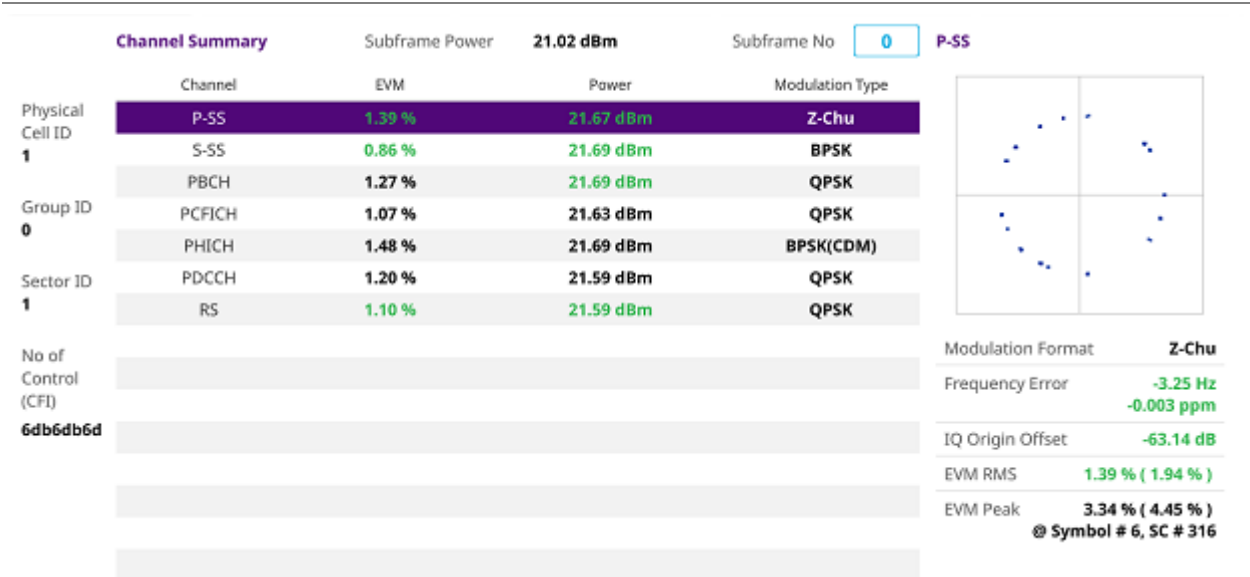 Channel Summary Subframe Power 21.02 dBm Subframe No 0 P-SS
Channel EVM Power Modulation Type
P-SS 1.39 % 21.67 dBm Z-Chu
S-SS 0.86 % 21.69 dBm BPSK
PBCH 1.27 % 21.69 dBm QPSK
PCFICH 1.07 % 21.63 dBm QPSK
PHICH 1.48 % 21.69 dBm BPSK(CDM)
PDCCH 1.20 % 21.59 dBm QPSK
RS 1.10 % 21.59 dBm QPSK
Physical
Cell ID
1
Group ID
0
Sector ID
1
No of
Control
(CFI)
6db6db6d
Modulation Format Z-Chu
Frequency Error -3.25 Hz
-0.003 ppm
IQ Origin Offset -63.14 dB
EVM RMS 1.39 % ( 1.94 % )
EVM Peak 3.34 % ( 4.45 % )
@ Symbol # 6, SC # 316